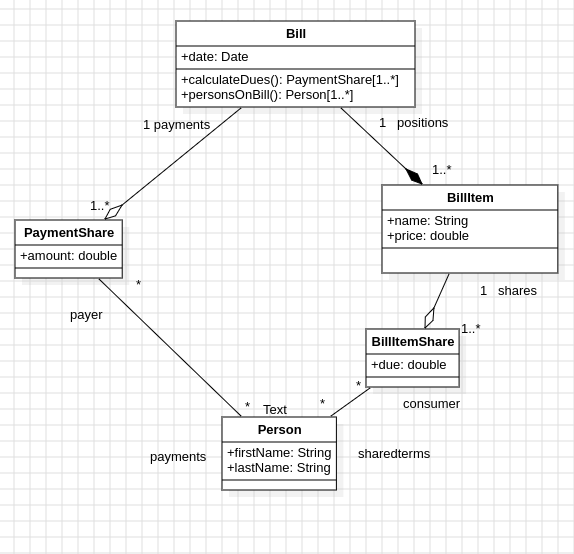 Bill
+date: Date
+calculateDues(): PaymentShare[1..*]
+personsOnBill(): Person[1..*]
1 payments
1 positions
1..*
1..*
BillItem
+name: String
+price: double
PaymentShare
+amount: double
*
1 shares
payer
1..*
BillItemShare
+due: double
*
consumer
*
Text
*
Person
+firstName: String
+lastName: String
payments
sharedterms